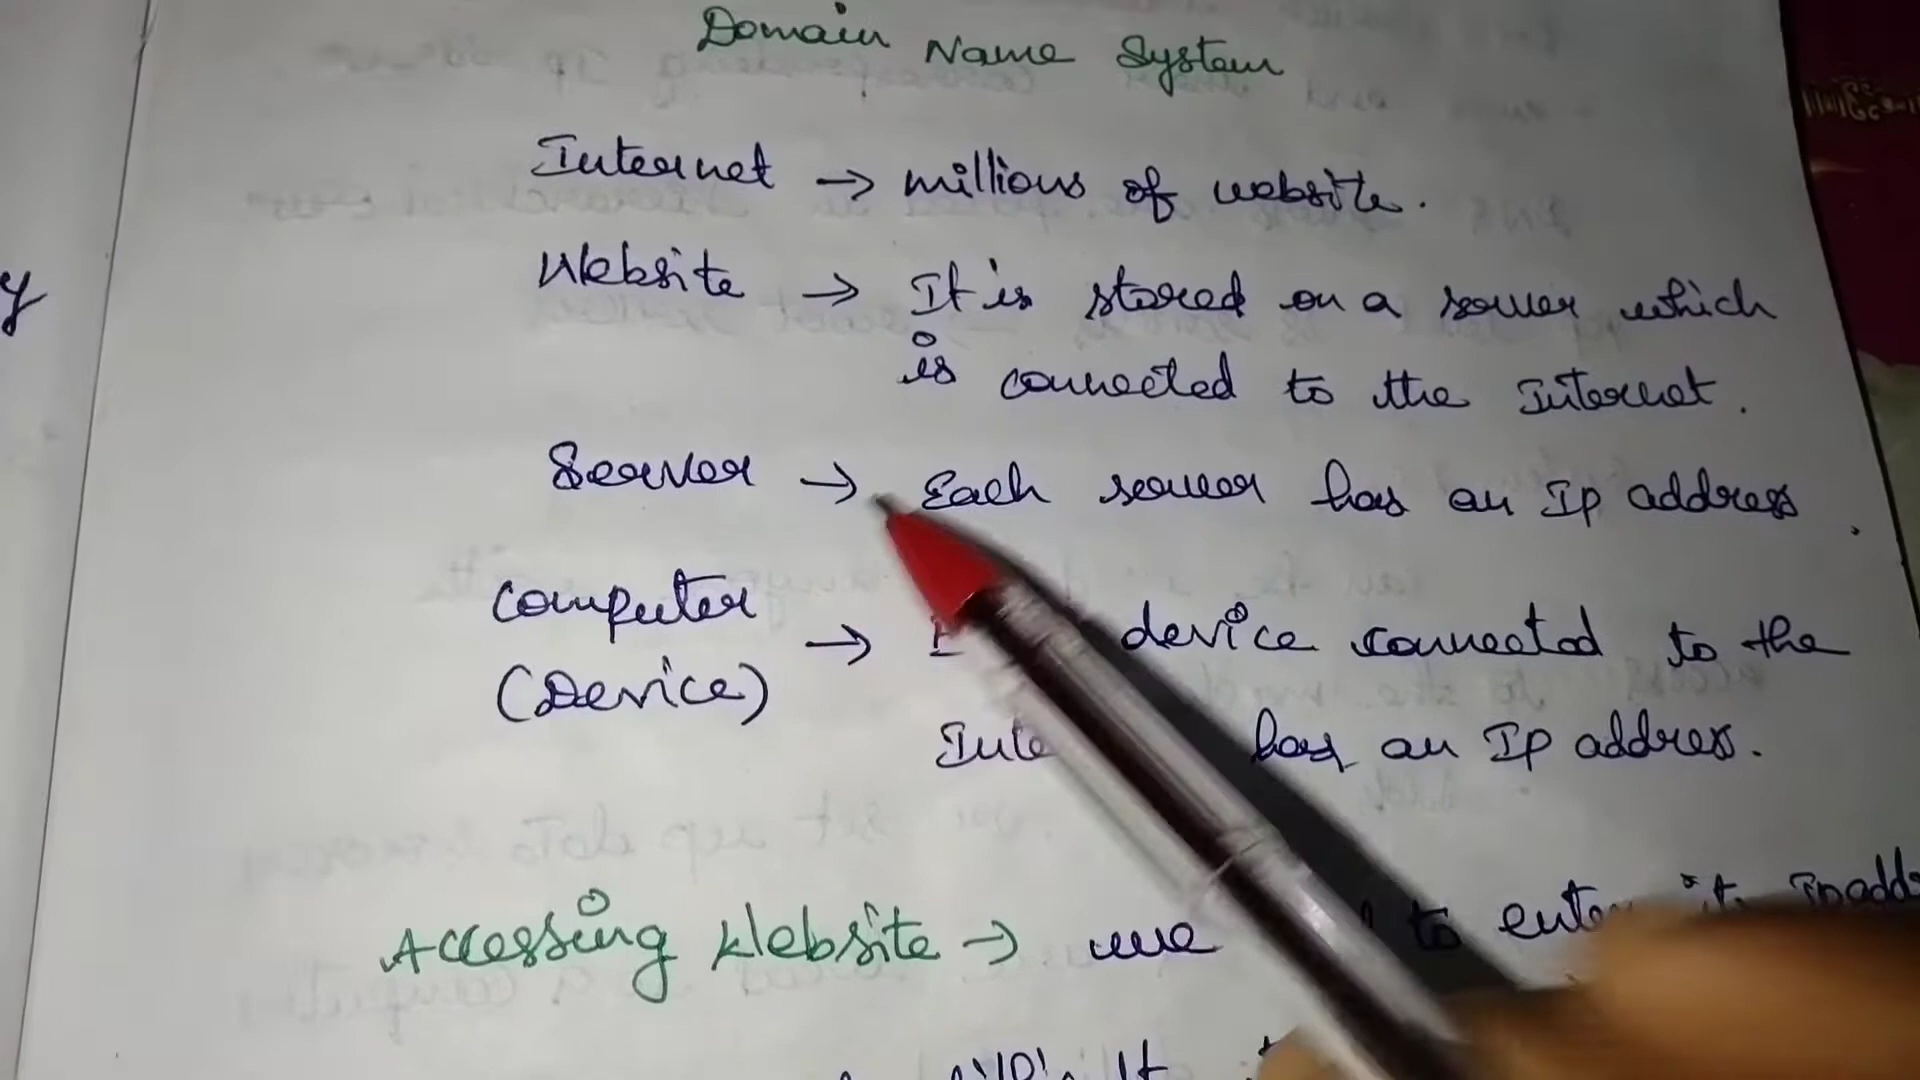 Domain Name System
Internet → millions of website.
Website → It is stored on a server which
is connected to the Internet.
Server → Each server has an Ip address.
Computer
(Device) → device connected to the
has an Ip address.
Accessing Website → we to enter its Ip
y